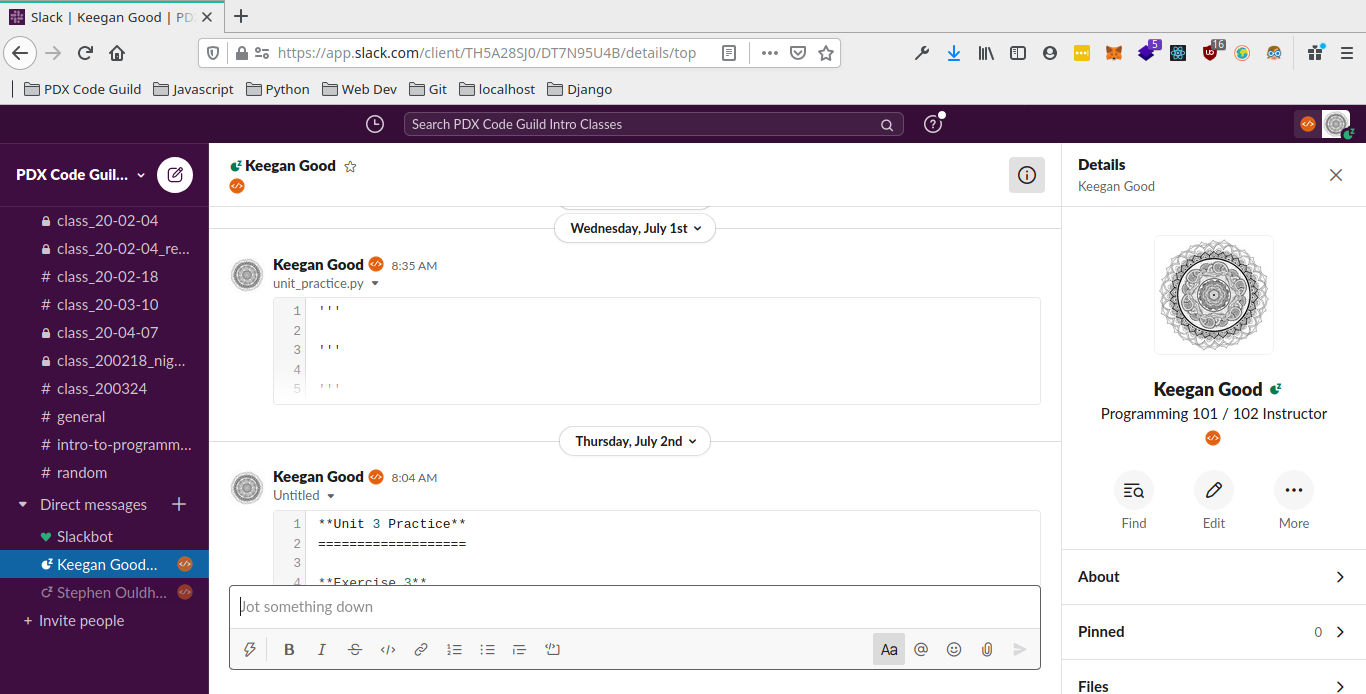 Slack | Keegan Good | PD
https://app.slack.com/client/TH5A28SJ0/DT7N95U4B/details/top
5
16
PDX Code Guild
Javascript
Python
Web Dev
Git
localhost
Django
Search PDX Code Guild Intro Classes
PDX Code Guil...
class_20-02-04
class_20-02-04_re...
# class_20-02-18
# class_20-03-10
class_20-04-07
class_200218_nig...
# class_200324
# general
# intro-to-programm...
# random
Direct messages +
Slackbot
Keegan Good...
Stephen Ouldh...
+ Invite people
Keegan Good
Wednesday, July 1st
Keegan Good 8:35 AM
unit_practice.py
1 '''
2
3 '''
4
5 '''
Thursday, July 2nd
Keegan Good 8:04 AM
Untitled
1 **Unit 3 Practice**
2 ===================
3
4 **Exercise 3**
Jot something down
B I S </>
Aa @
Details
Keegan Good
Keegan Good
Programming 101 / 102 Instructor
Find
Edit
More
About
Pinned 0
Files